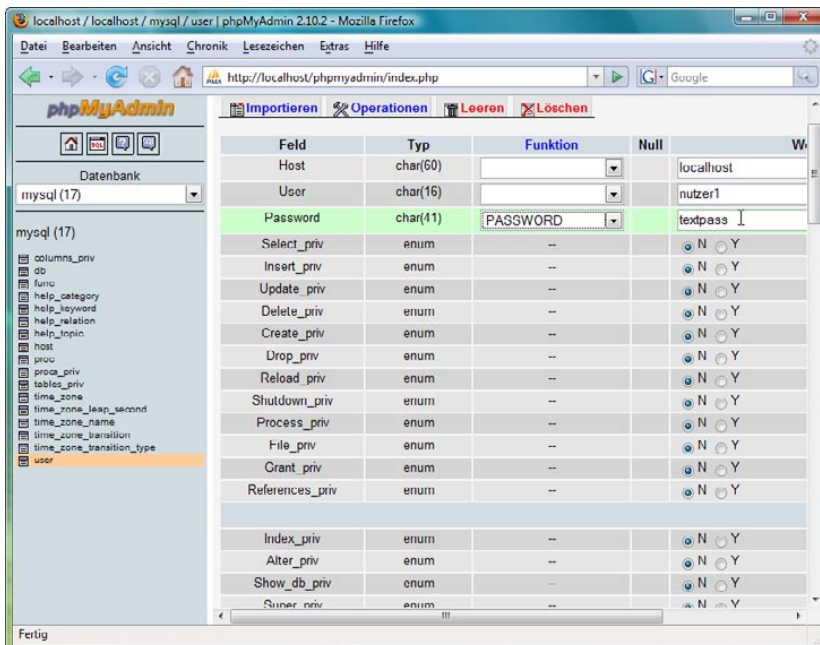 localhost / localhost / mysql / user | phpMyAdmin 2.10.2 - Mozilla Firefox
Datei Bearbeiten Ansicht Chronik Lesezeichen Extras Hilfe
http://localhost/phpmyadmin/index.php
Google
phpMyAdmin
Importieren Operationen Leeren Löschen
SQL
Datenbank
mysql (17)
mysql (17)
columns_priv
db
func
help_category
help_keyword
help_relation
help_topic
host
proc
procs_priv
tables_priv
time_zone
time_zone_leap_second
time_zone_name
time_zone_transition
time_zone_transition_type
user
Feld Typ Funktion Null
Host char(60) localhost
User char(16) nutzer1
Password char(41) PASSWORD textpass
Select_priv enum -- N Y
Insert_priv enum -- N Y
Update_priv enum -- N Y
Delete_priv enum -- N Y
Create_priv enum -- N Y
Drop_priv enum -- N Y
Reload_priv enum -- N Y
Shutdown_priv enum -- N Y
Process_priv enum -- N Y
File_priv enum -- N Y
Grant_priv enum -- N Y
References_priv enum -- N Y
Index_priv enum -- N Y
Alter_priv enum -- N Y
Show_db_priv enum -- N Y
Super_priv enum -- N Y
Fertig